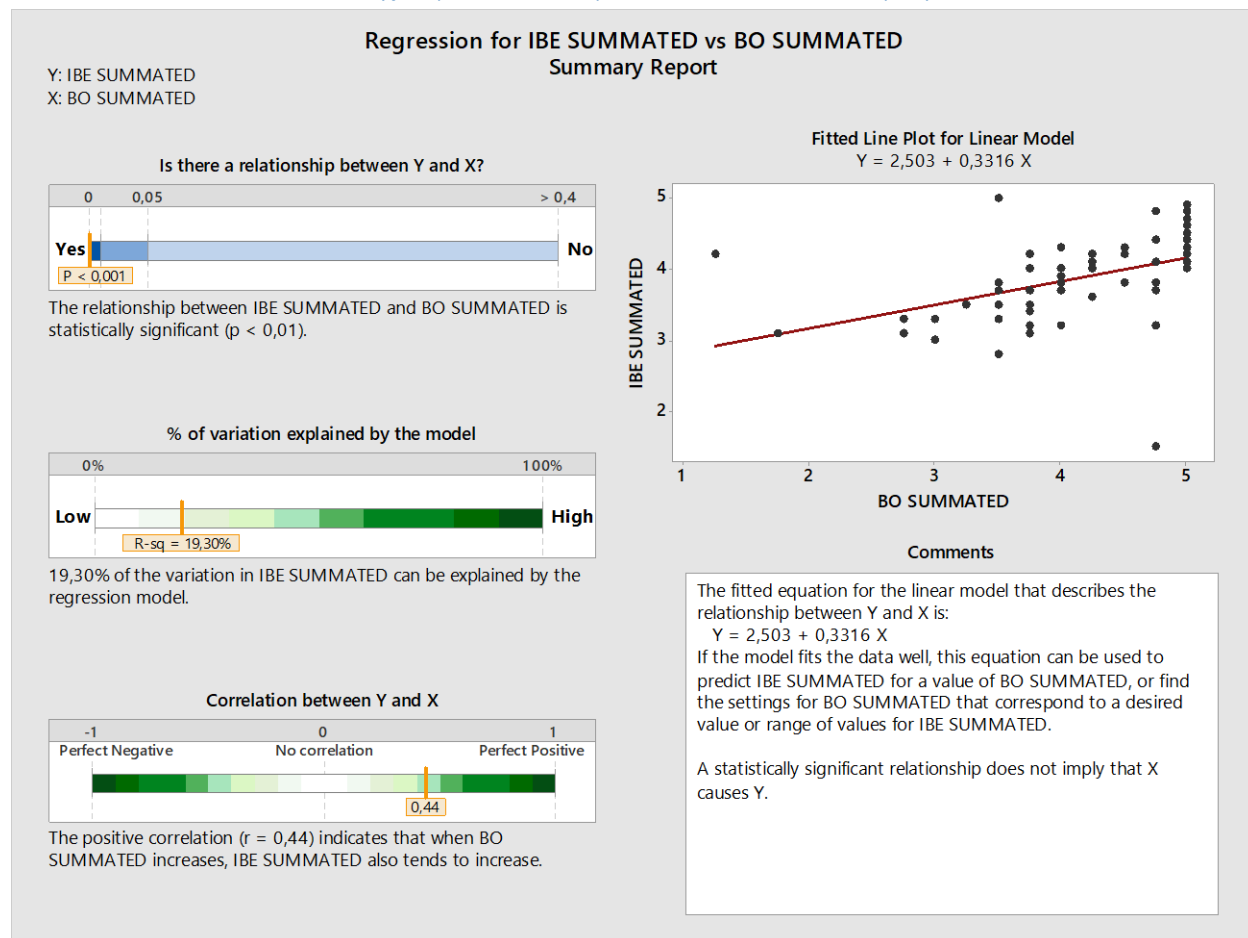 Regression for IBE SUMMATED vs BO SUMMATED
Summary Report
Y: IBE SUMMATED
X: BO SUMMATED
Is there a relationship between Y and X?
0 0,05 > 0,4
Yes No
P < 0,001
The relationship between IBE SUMMATED and BO SUMMATED is
statistically significant (p < 0,01).
% of variation explained by the model
0% 100%
Low High
R-sq = 19,30%
19,30% of the variation in IBE SUMMATED can be explained by the
regression model.
Correlation between Y and X
-1 0 1
Perfect Negative No correlation Perfect Positive
0,44
The positive correlation (r = 0,44) indicates that when BO
SUMMATED increases, IBE SUMMATED also tends to increase.
Fitted Line Plot for Linear Model
Y = 2,503 + 0,3316 X
5
4
3
2
IBE SUMMATED
1 2 3 4 5
BO SUMMATED
Comments
The fitted equation for the linear model that describes the
relationship between Y and X is:
Y = 2,503 + 0,3316 X
If the model fits the data well, this equation can be used to
predict IBE SUMMATED for a value of BO SUMMATED, or find
the settings for BO SUMMATED that correspond to a desired
value or range of values for IBE SUMMATED.
A statistically significant relationship does not imply that X
causes Y.